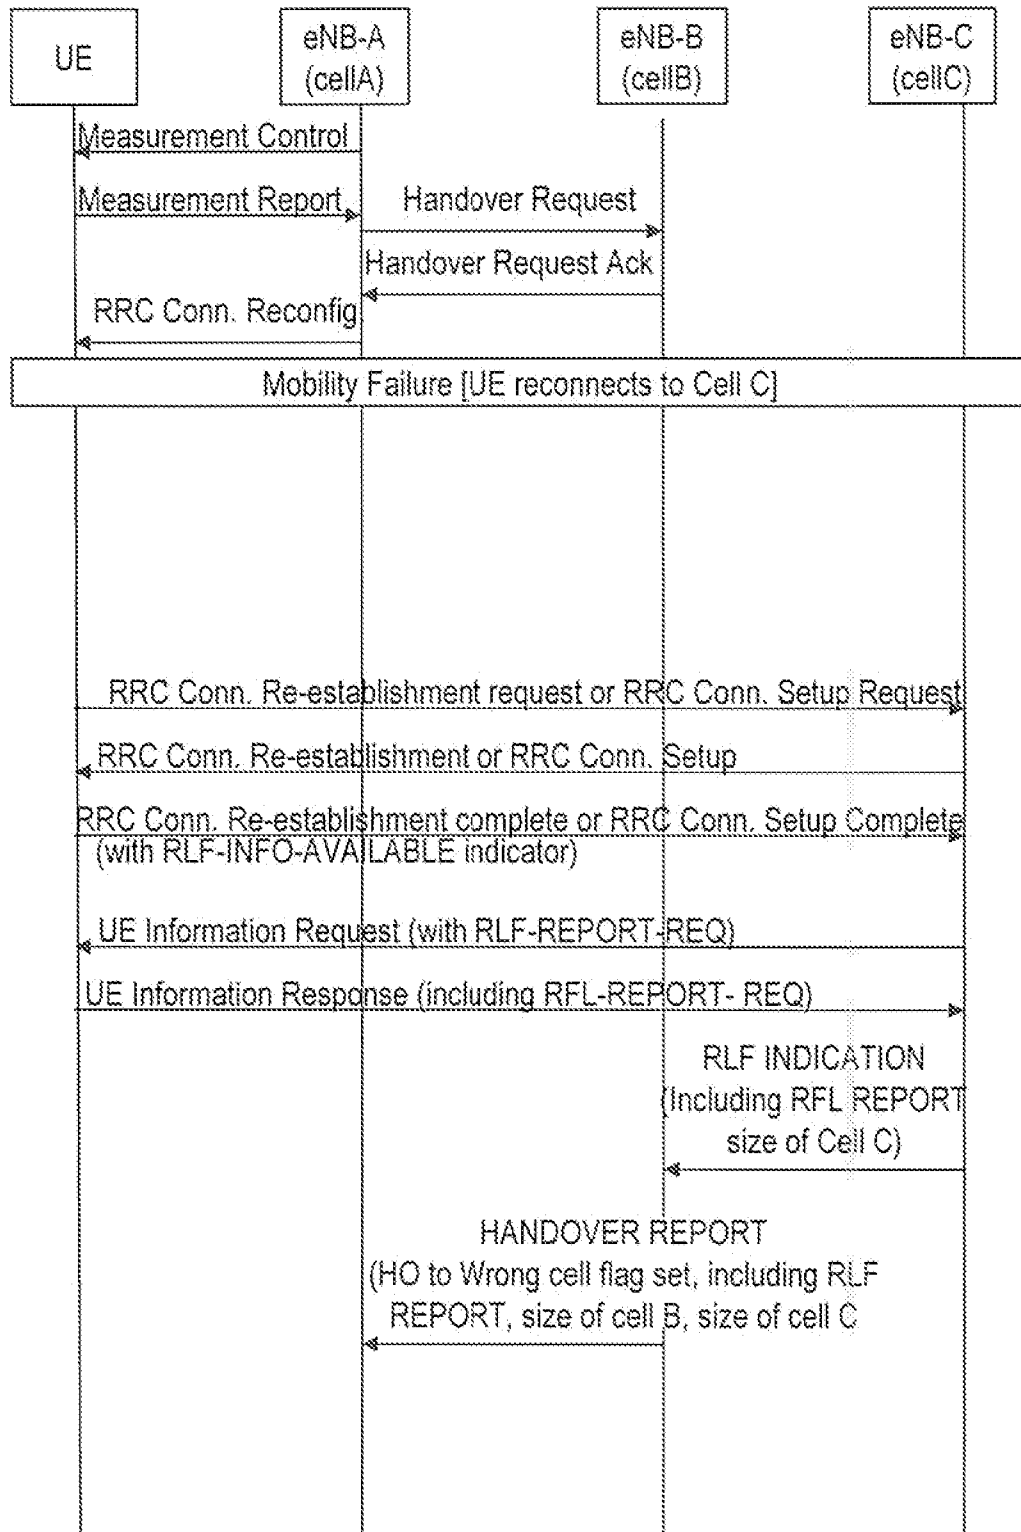 UE
eNB-A
(cellA)
eNB-B
(cellB)
eNB-C
(cellC)
Measurement Control
Measurement Report
Handover Request
Handover Request Ack
RRC Conn. Reconfig
Mobility Failure [UE reconnects to Cell C]
RRC Conn. Re-establishment request or RRC Conn. Setup Request
RRC Conn. Re-establishment or RRC Conn. Setup
RRC Conn. Re-establishment complete or RRC Conn. Setup Complete
(with RLF-INFO-AVAILABLE indicator)
UE Information Request (with RLF-REPORT-REQ)
UE Information Response (including RFL-REPORT- REQ)
RLF INDICATION
(Including RFL REPORT
size of Cell C)
HANDOVER REPORT
(HO to Wrong cell flag set, including RLF
REPORT, size of cell B, size of cell C